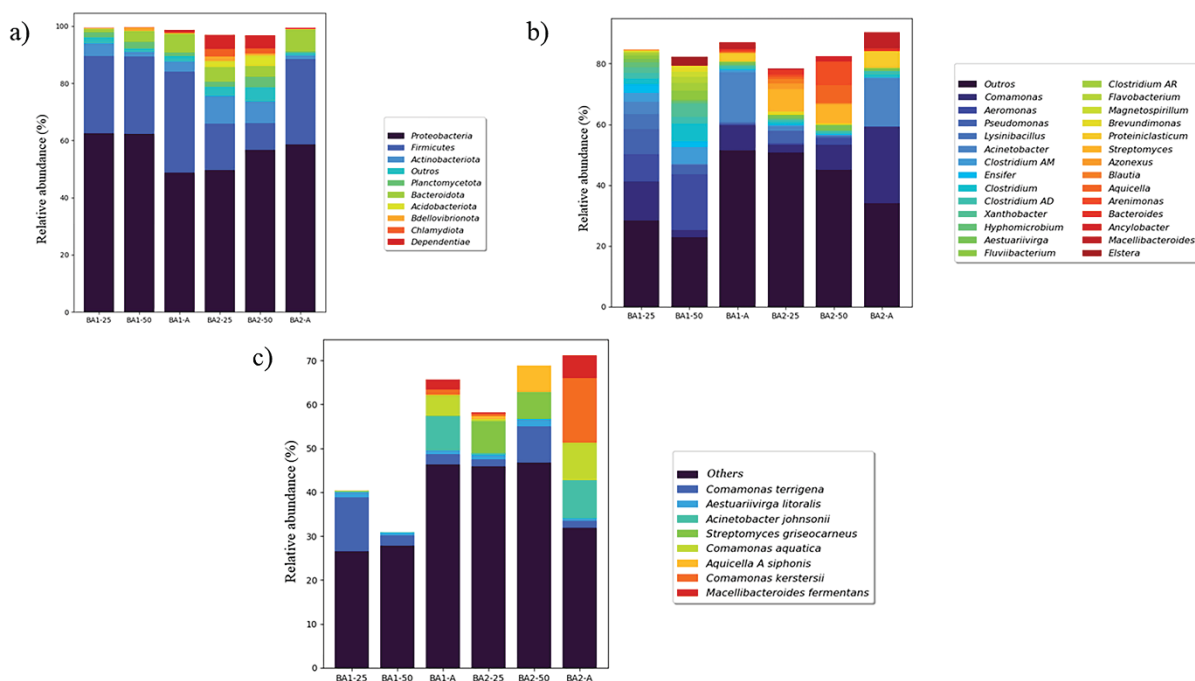 a)
Relative abundance (%)
100
80
60
40
20
0
BA1-25 BA1-50 BA1-A BA2-25 BA2-50 BA2-A
Proteobacteria
Firmicutes
Actinobacteriota
Outros
Planctomycetota
Bacteroidota
Acidobacteriota
Bdellovibrionota
Chlamydiota
Dependentiae
b)
Relative abundance (%)
80
60
40
20
0
BA1-25 BA1-50 BA1-A BA2-25 BA2-50 BA2-A
Outros
Comamonas
Aeromonas
Pseudomonas
Lysinibacillus
Acinetobacter
Clostridium AM
Ensifer
Clostridium
Clostridium AD
Xanthobacter
Hyphomicrobium
Aestuariivirga
Fluviibacterium
Clostridium AR
Flavobacterium
Magnetospirillum
Brevundimonas
Proteiniclasticum
Streptomyces
Azonexus
Blautia
Aquicella
Arenimonas
Bacteroides
Ancylobacter
Macellibacteroides
Elstera
c)
Relative abundance (%)
70
60
50
40
30
20
10
0
BA1-25 BA1-50 BA1-A BA2-25 BA2-50 BA2-A
Others
Comamonas terrigena
Aestuariivirga litoralis
Acinetobacter johnsonii
Streptomyces griseocarneus
Comamonas aquatica
Aquicella A siphonis
Comamonas kerstersii
Macellibacteroides fermentans